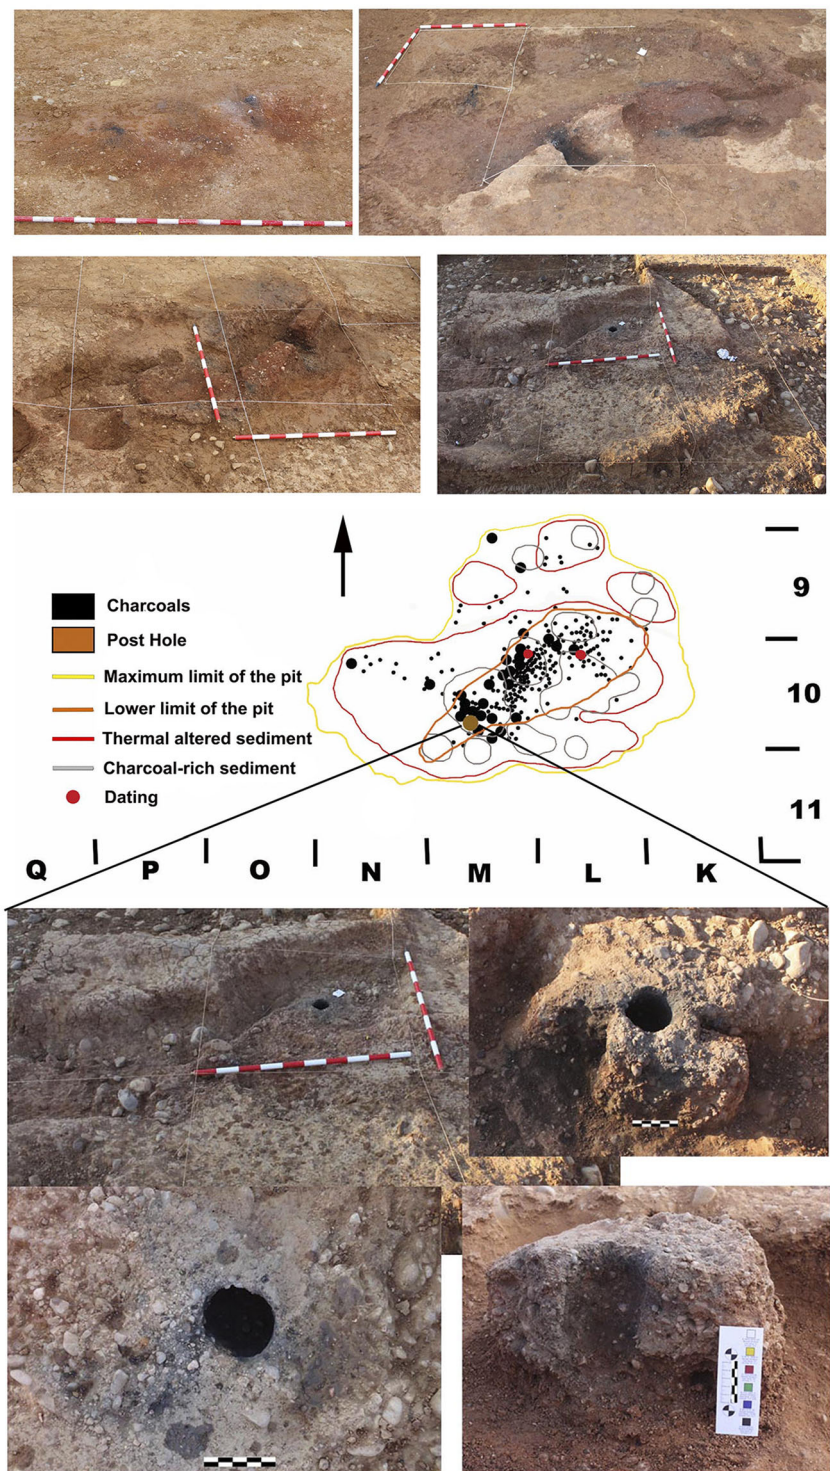 Charcoals
Post Hole
Maximum limit of the pit
Lower limit of the pit
Thermal altered sediment
Charcoal-rich sediment
Dating
9
10
11
Q P O N M L K